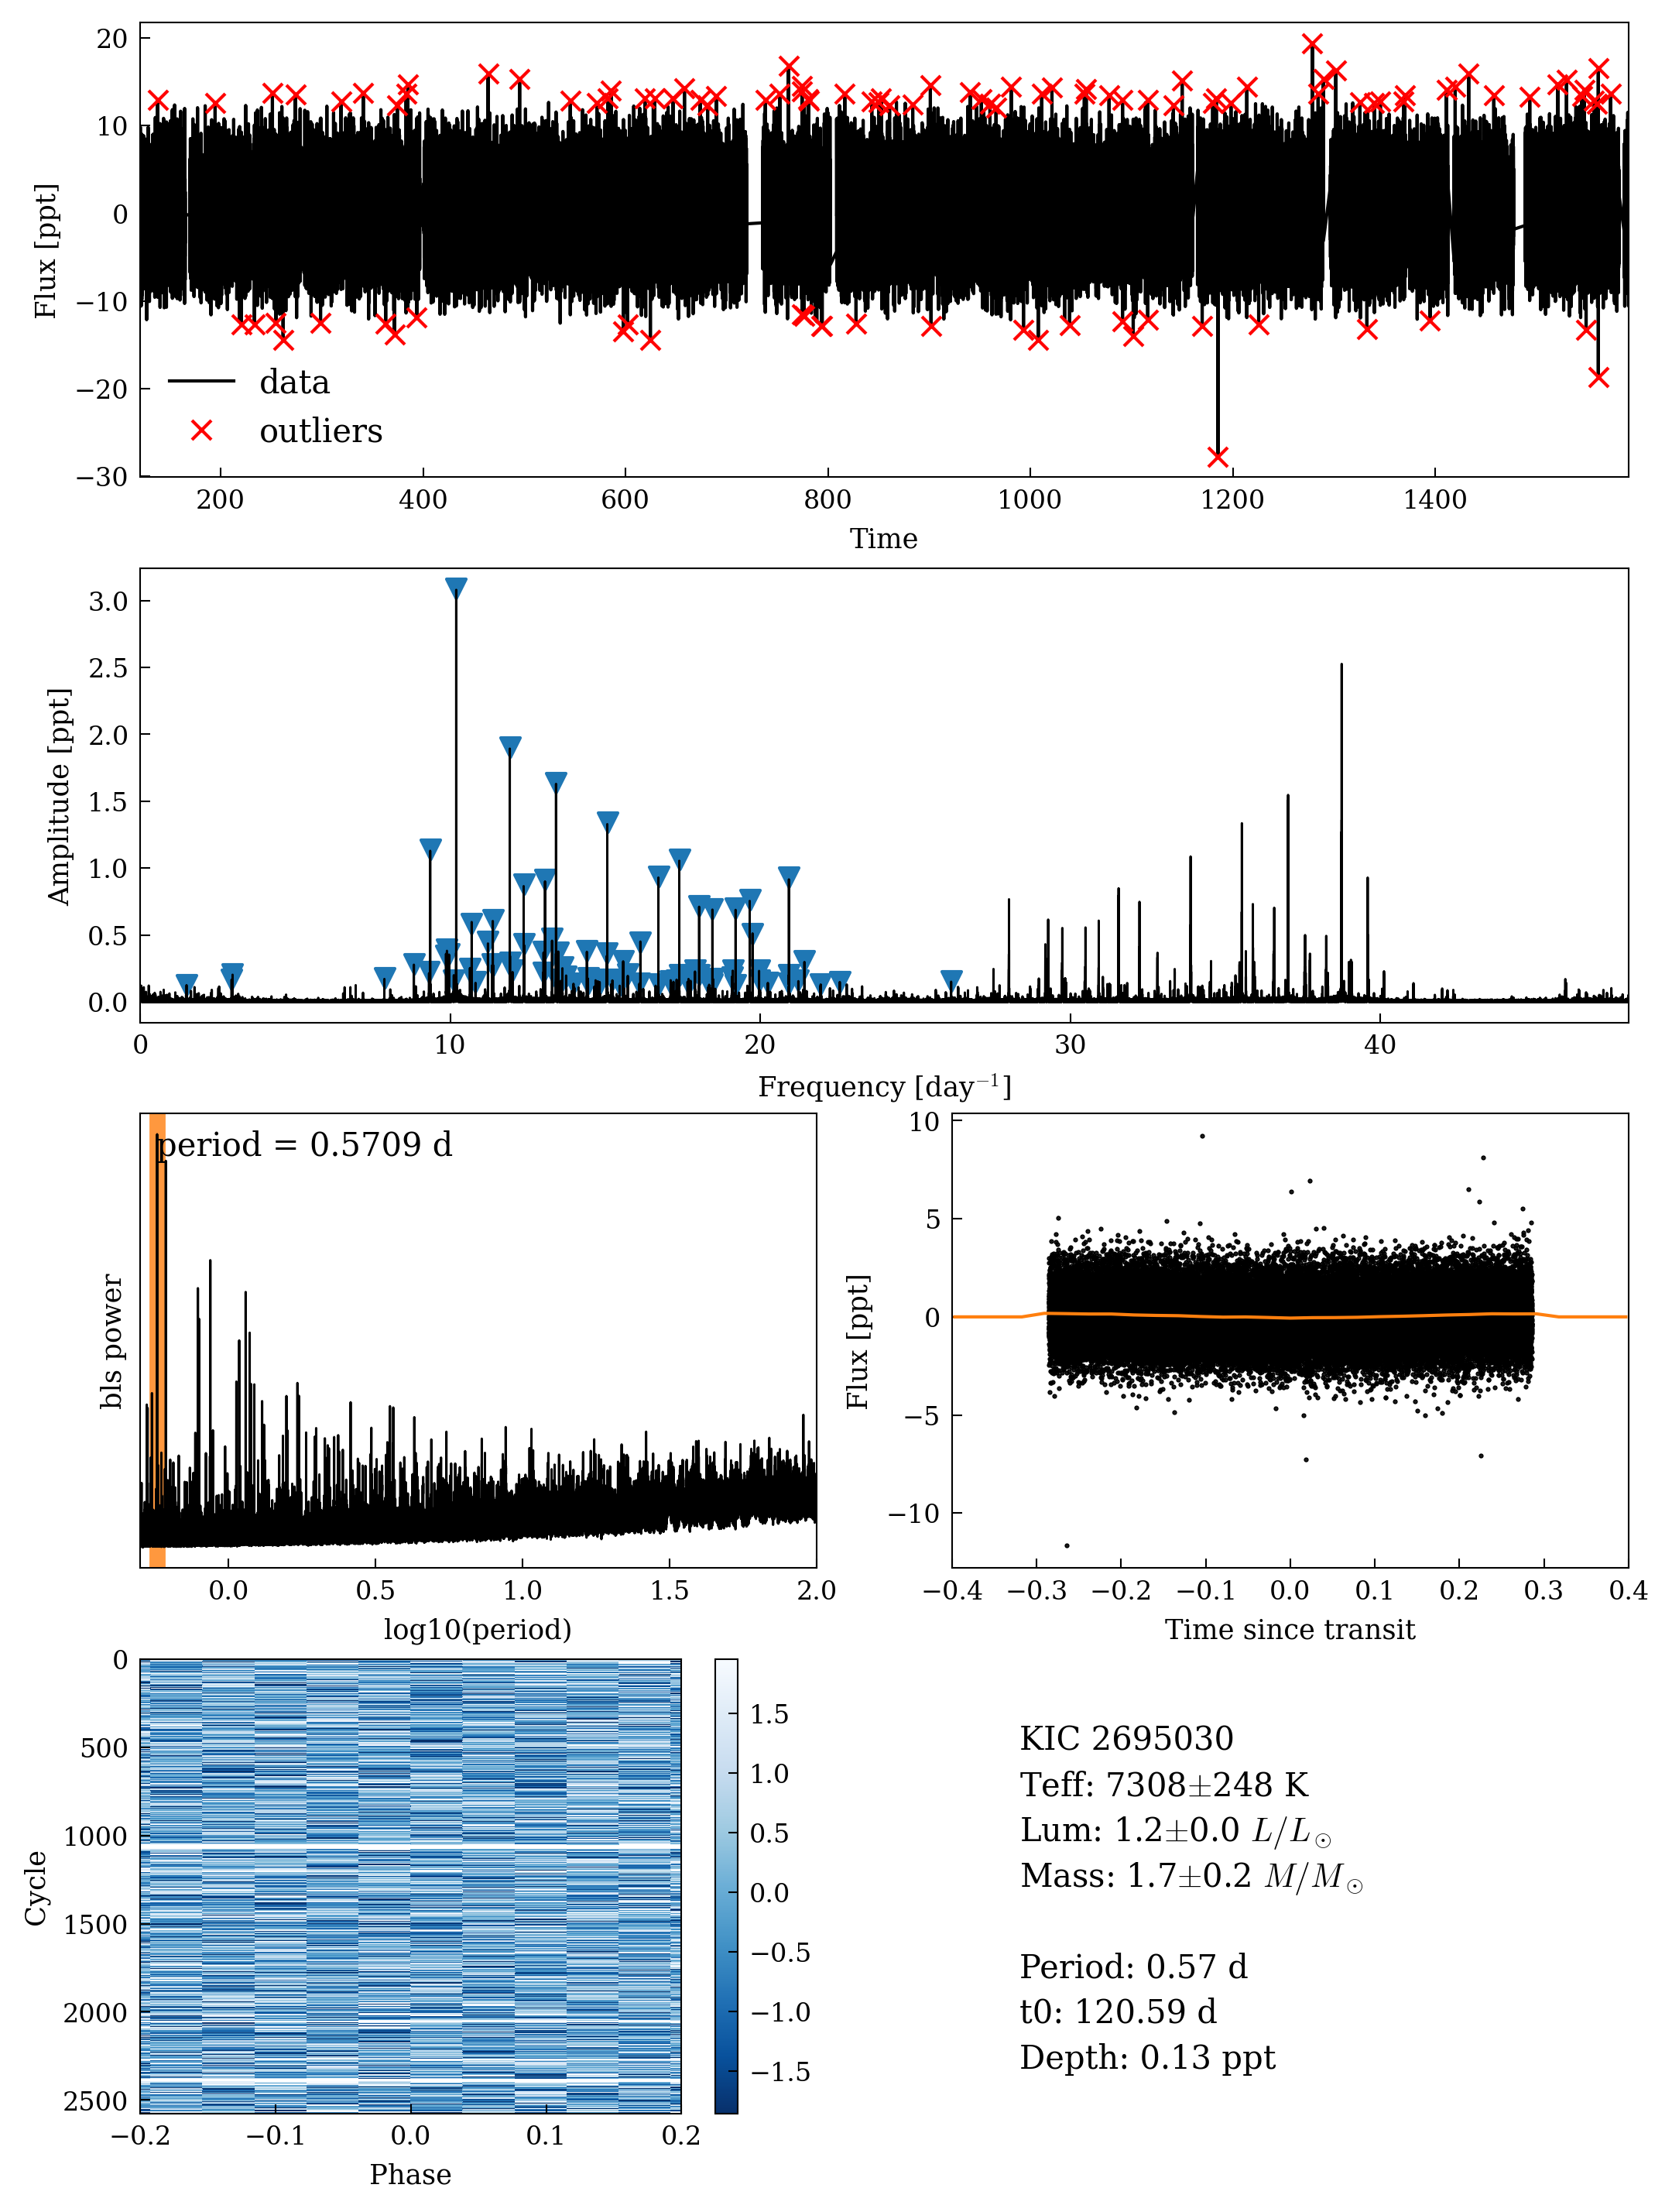 20
10
0
−10
−20
−30
Flux [ppt]
data
outliers
200 400 600 800 1000 1200 1400
Time
3.0
2.5
2.0
1.5
1.0
0.5
0.0
Amplitude [ppt]
0 10 20 30 40
Frequency [day⁻¹]
period = 0.5709 d
bls power
0.0 0.5 1.0 1.5 2.0
log10(period)
10
5
0
−5
−10
Flux [ppt]
−0.4 −0.3 −0.2 −0.1 0.0 0.1 0.2 0.3 0.4
Time since transit
0
500
1000
1500
2000
2500
Cycle
−0.2 −0.1 0.0 0.1 0.2
Phase
1.5
1.0
0.5
0.0
−0.5
−1.0
−1.5
KIC 2695030
Teff: 7308±248 K
Lum: 1.2±0.0 L/L⊙
Mass: 1.7±0.2 M/M⊙
Period: 0.57 d
t0: 120.59 d
Depth: 0.13 ppt